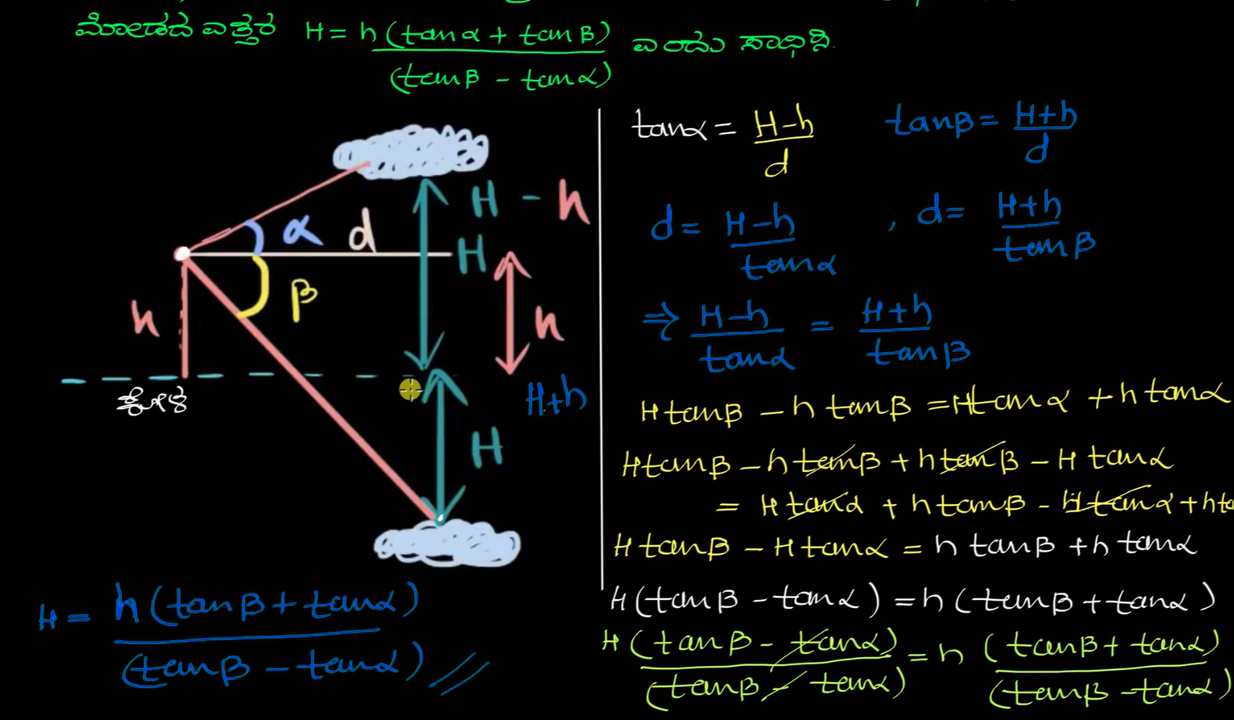 ಮೋಡದ ಎತ್ತರ H = h (tanα + tanβ) / (tanβ - tanα) ಎಂದು ಸಾಧಿಸಿ.
tanα = H-h / d
tanβ = H+h / d
d = H-h / tanα , d = H+h / tanβ
⇒ H-h / tanα = H+h / tanβ
H tanβ - h tanβ = H tanα + h tanα
H tanβ - h tanβ + h tanβ - H tanα
= H tanα + h tanβ - H tanα + h ta
H tanβ - H tanα = h tanβ + h tanα
H (tanβ - tanα) = h (tanβ + tanα)
H (tanβ - tanα) / (tanβ - tanα) = h (tanβ + tanα) / (tanβ - tanα)
H - h
α d
H
β
h
h
ಕೊಳ
H+h
H
H = h (tanβ + tanα) / (tanβ - tanα) //